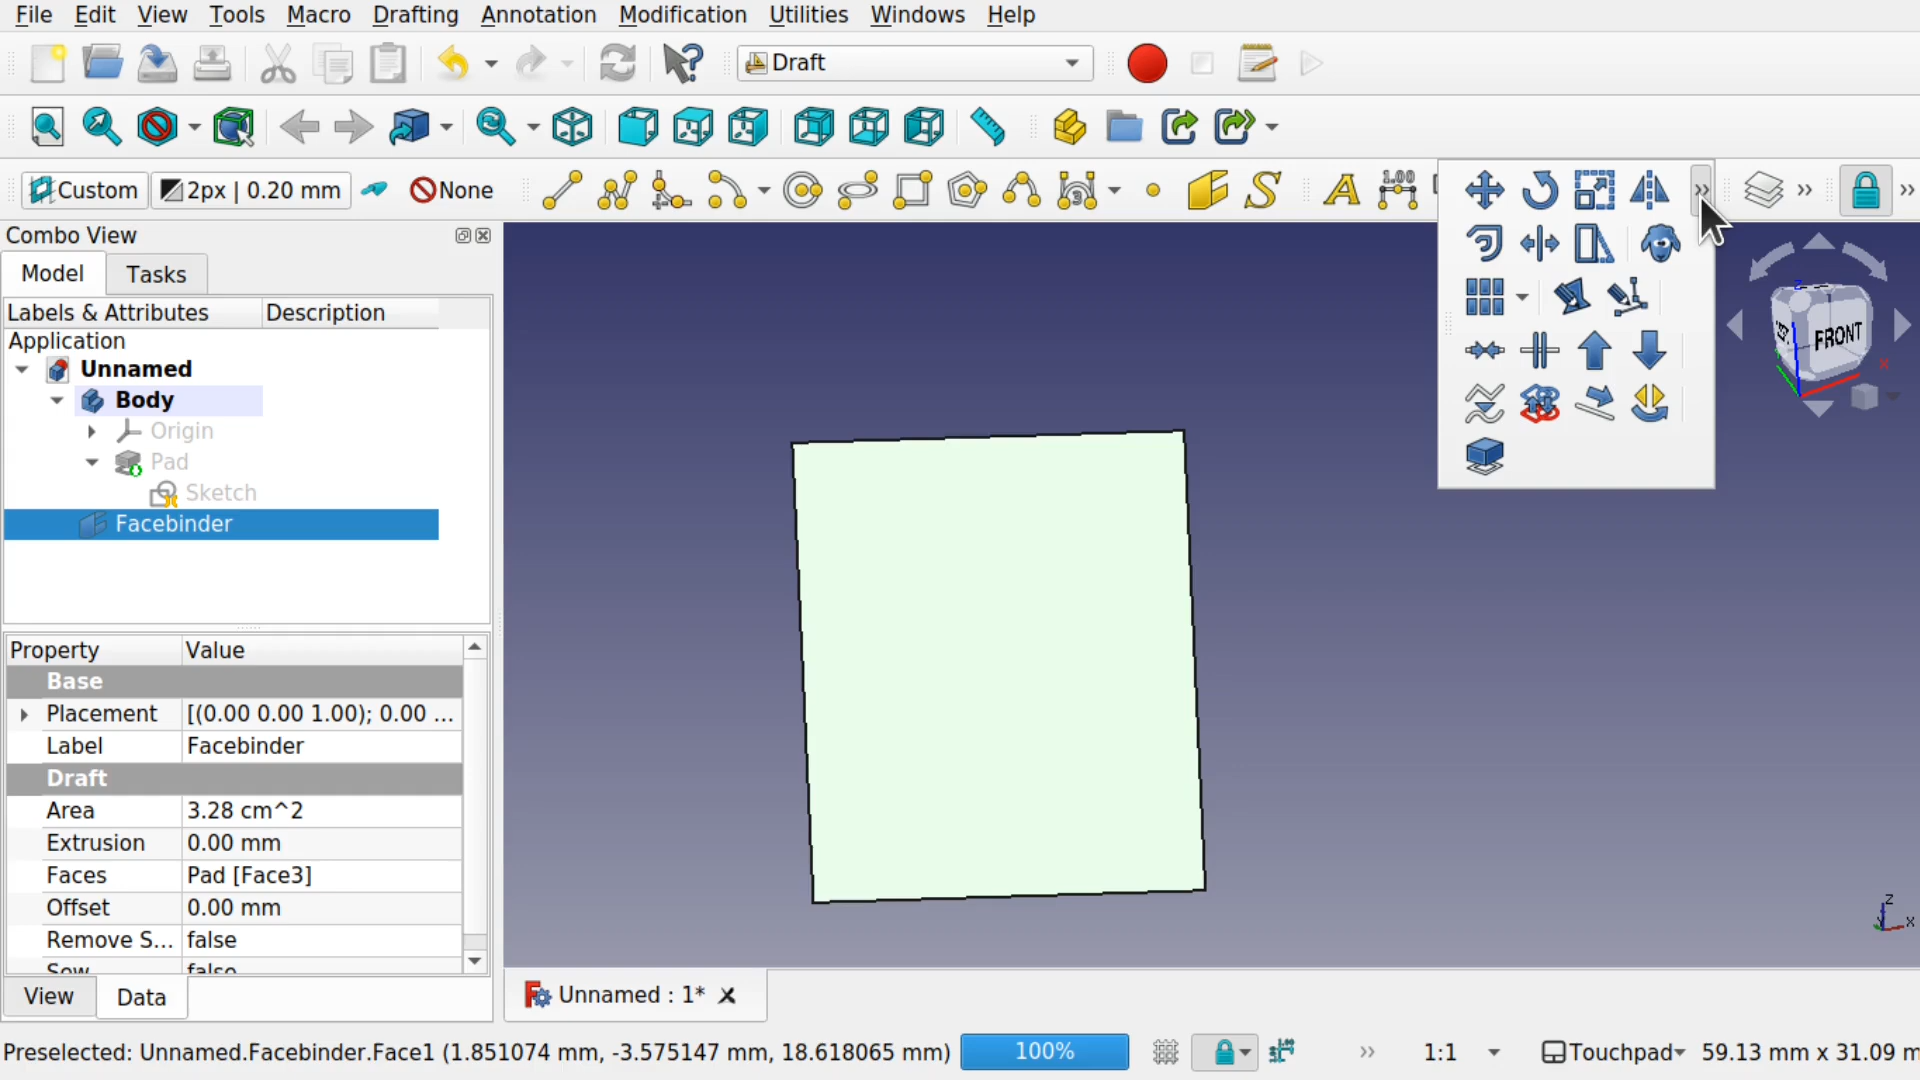 File Edit View Tools Macro Drafting Annotation Modification Utilities Windows Help
Draft
Custom 2px | 0.20 mm None
1.00
Combo View
Model Tasks
Labels & Attributes Description
Application
Unnamed
Body
Origin
Pad
Sketch
Facebinder
Property Value
Base
Placement [(0.00 0.00 1.00); 0.00 ...
Label Facebinder
Draft
Area 3.28 cm^2
Extrusion 0.00 mm
Faces Pad [Face3]
Offset 0.00 mm
Remove S... false
Sew false
View Data
FRONT
z
x
Unnamed : 1*
Preselected: Unnamed.Facebinder.Face1 (1.851074 mm, -3.575147 mm, 18.618065 mm) 100% 1:1 Touchpad 59.13 mm x 31.09 m